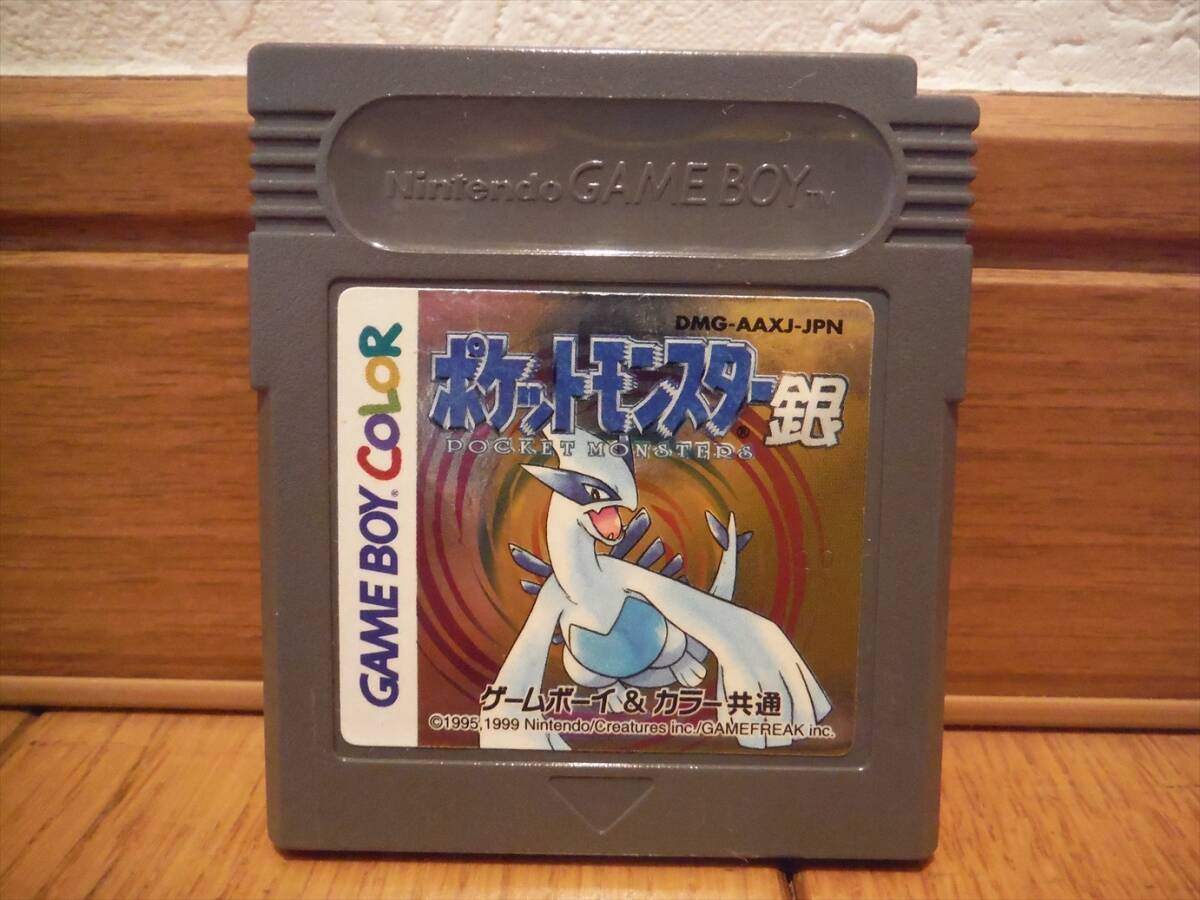 Nintendo GAME BOY™
DMG-AAXJ-JPN
ポケットモンスター®銀
POCKET MONSTERS
GAME BOY® COLOR
ゲームボーイ & カラー共通
©1995,1999 Nintendo/Creatures inc./GAMEFREAK inc.